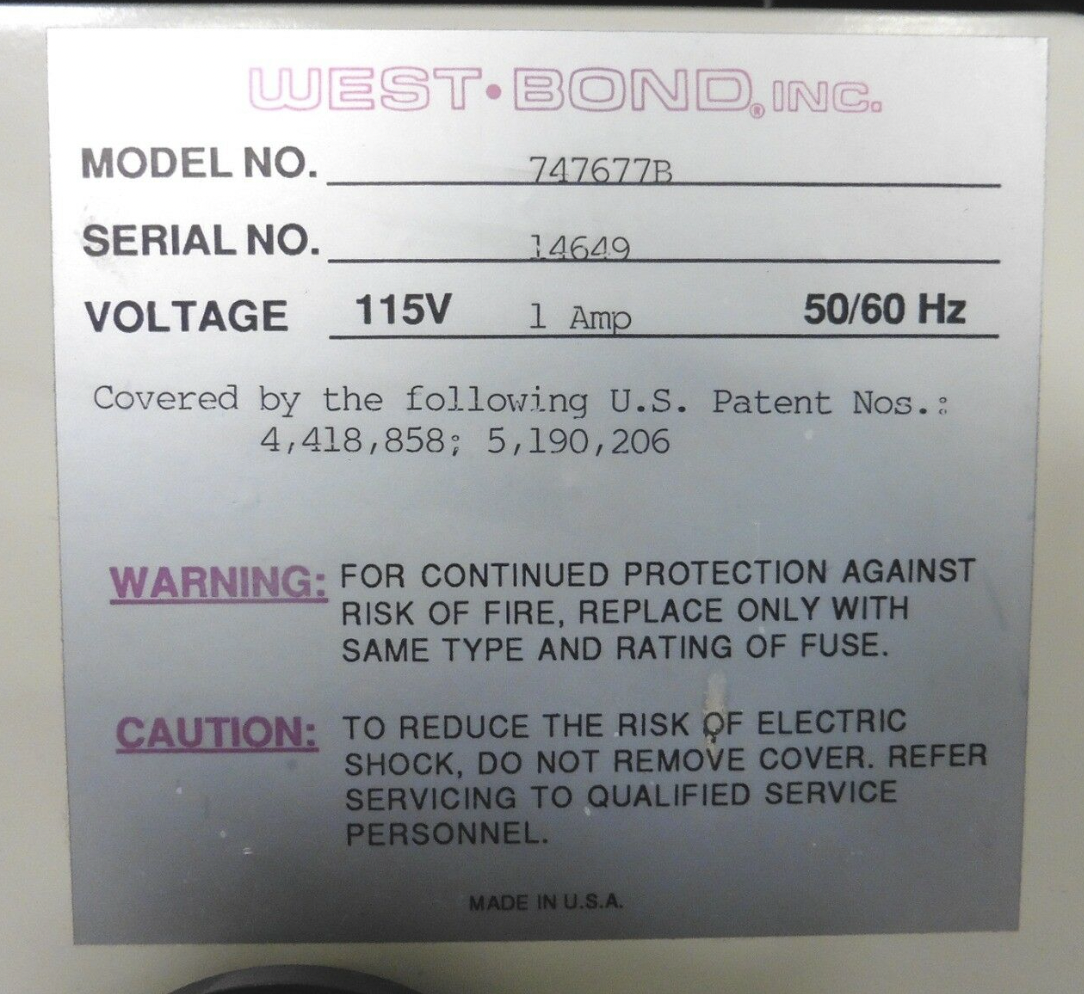 WEST·BOND® INC.
MODEL NO. 747677B
SERIAL NO. 14649
VOLTAGE 115V 1 Amp 50/60 Hz
Covered by the following U.S. Patent Nos.:
4,418,858; 5,190,206
WARNING: FOR CONTINUED PROTECTION AGAINST
RISK OF FIRE, REPLACE ONLY WITH
SAME TYPE AND RATING OF FUSE.
CAUTION: TO REDUCE THE RISK OF ELECTRIC
SHOCK, DO NOT REMOVE COVER. REFER
SERVICING TO QUALIFIED SERVICE
PERSONNEL.
MADE IN U.S.A.